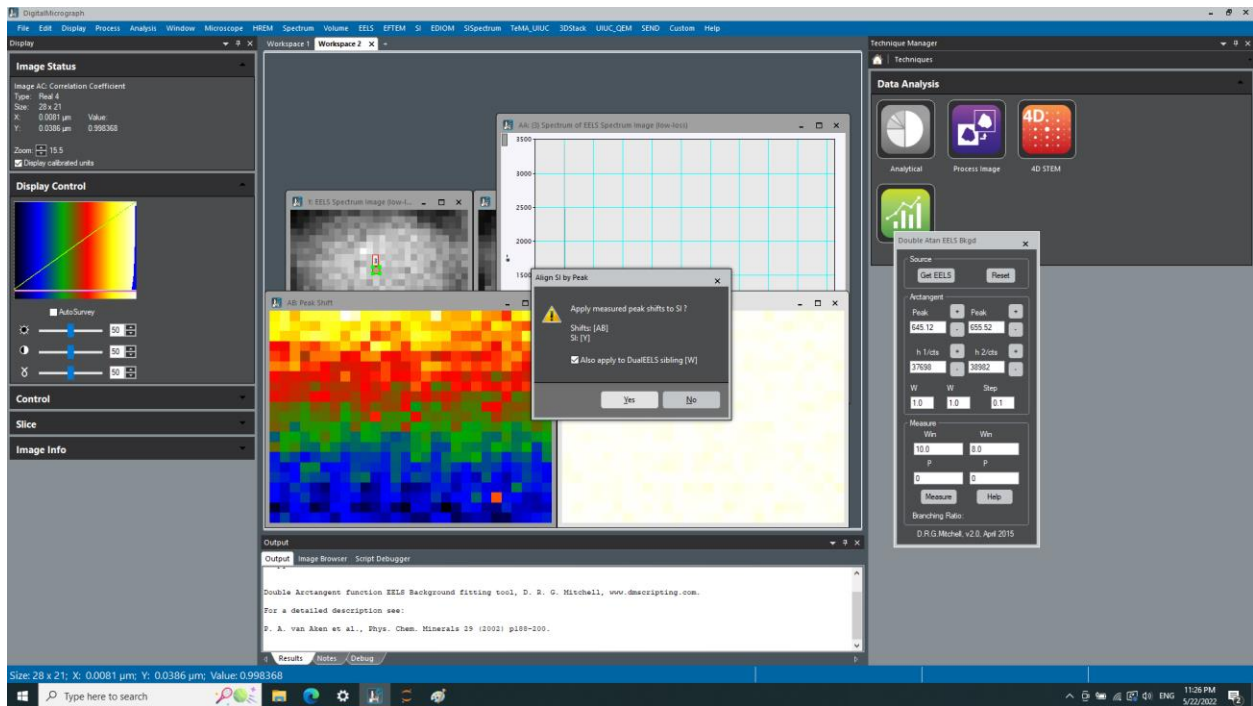 DigitalMicrograph
File Edit Display Process Analysis Window Microscope HREM Spectrum Volume EELS EFTEM SI EDIOM SISpectrum TeMA_UIUC 3DStack UIUC_QEM SEND Custom Help
Display
Image Status
Image AC: Correlation Coefficient
Type: Real 4
Size: 28 x 21
X: 0.0081 µm Value:
Y: 0.0386 µm 0.998368
Zoom: 15.5
Display calibrated units
Display Control
AutoSurvey
50
50
50
Control
Slice
Image Info
Workspace 1 Workspace 2
AA: (3) Spectrum of EELS Spectrum image (low-loss)
3500
3000
2500
2000
1500
Y: EELS Spectrum Image (low-l...
3
AB: Peak Shift
Align SI by Peak
Apply measured peak shifts to SI ?
Shifts: [AB]
SI: [Y]
Also apply to DualEELS sibling [W]
Yes No
Output
Output Image Browser Script Debugger
Double Arctangent function EELS Background fitting tool, D. R. G. Mitchell, www.dmscripting.com.
For a detailed description see:
P. A. van Aken et al., Phys. Chem. Minerals 29 (2002) p188-200.
Results Notes Debug
Technique Manager
Techniques
Data Analysis
Analytical Process Image 4D STEM
4D:
Double Atan EELS Bkgd
Source
Get EELS Reset
Arctangent
Peak + Peak +
645.12 - 655.52 -
h 1/cts + h 2/cts +
37698 - 38982 -
W W Step
1.0 1.0 0.1
Measure
Win Win
10.0 8.0
P P
0 0
Measure Help
Branching Ratio:
D.R.G.Mitchell, v2.0, April 2015
Size: 28 x 21; X: 0.0081 µm; Y: 0.0386 µm; Value: 0.998368
Type here to search
ENG
11:26 PM
5/22/2022
2